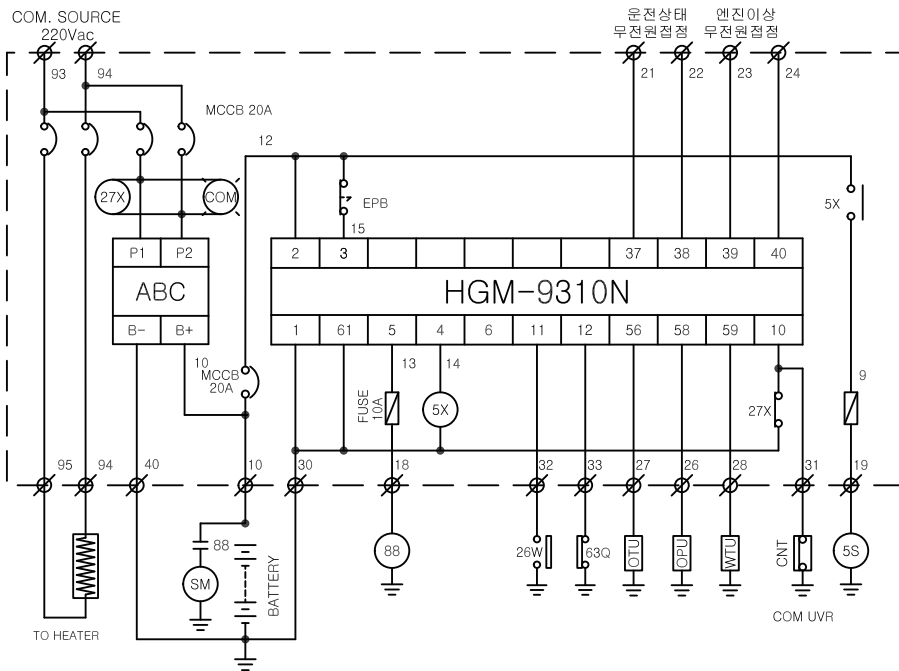 COM. SOURCE
220Vac
운전상태
무전원접점
엔진이상
무전원접점
93
94
21
22
23
24
MCCB 20A
12
27X
COM
EPB
5X
15
P1
P2
2
3
37
38
39
40
ABC
HGM-9310N
B-
B+
1
61
5
4
6
11
12
56
58
59
10
10
MCCB
20A
13
14
9
FUSE
10A
5X
27X
95
94
40
10
30
18
32
33
27
26
28
31
19
88
SM
BATTERY
88
26W
63Q
OTU
OPU
WTU
CNT
5S
TO HEATER
COM UVR